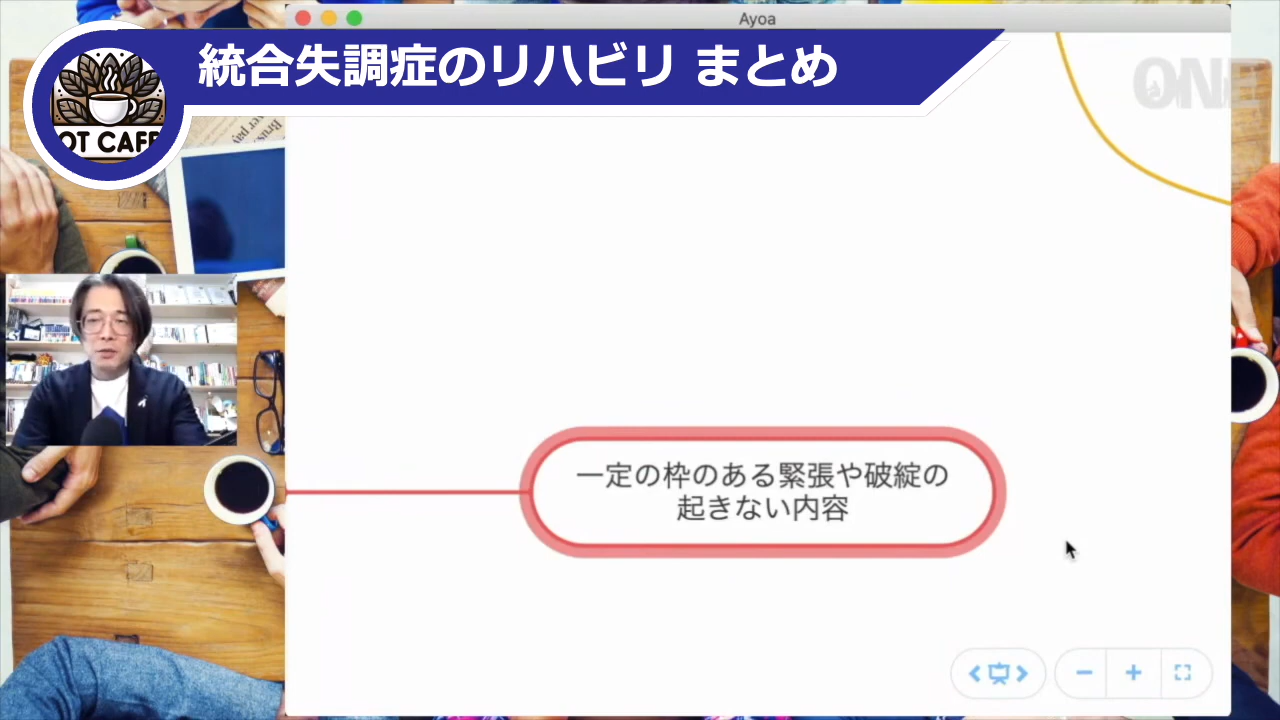 Ayoa
統合失調症のリハビリ まとめ
ONE
OT CAFE
一定の枠のある緊張や破綻の
起きない内容